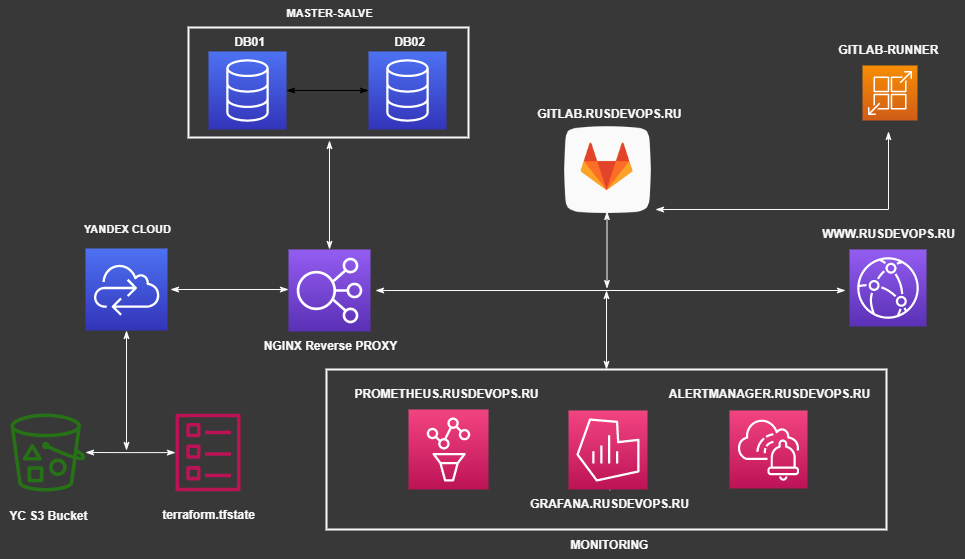 MASTER-SALVE
DB01
DB02
GITLAB-RUNNER
GITLAB.RUSDEVOPS.RU
YANDEX CLOUD
WWW.RUSDEVOPS.RU
NGINX Reverse PROXY
PROMETHEUS.RUSDEVOPS.RU
ALERTMANAGER.RUSDEVOPS.RU
GRAFANA.RUSDEVOPS.RU
YC S3 Bucket
terraform.tfstate
MONITORING